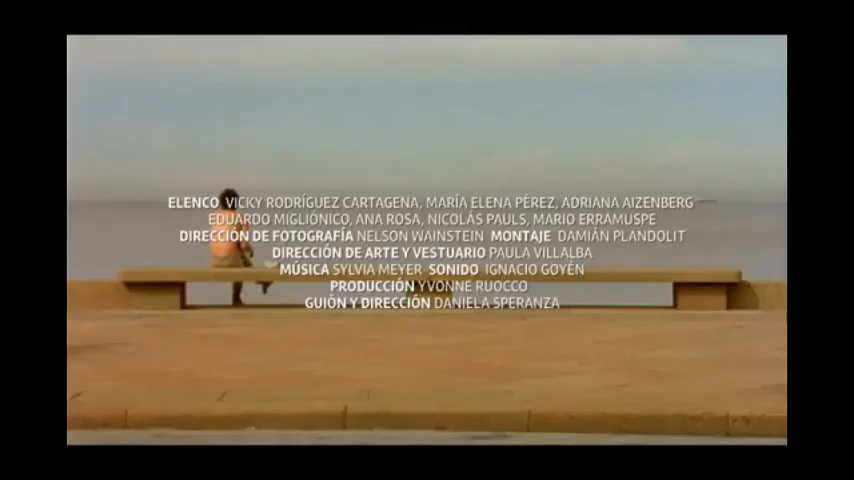 ELENCO VICKY RODRÍGUEZ CARTAGENA, MARÍA ELENA PÉREZ, ADRIANA AIZENBERG
EDUARDO MIGLIÓNICO, ANA ROSA, NICOLÁS PAULS, MARIO ERRAMUSPE
DIRECCIÓN DE FOTOGRAFÍA NELSON WAINSTEIN MONTAJE DAMIÁN PLANDOLIT
DIRECCIÓN DE ARTE Y VESTUARIO PAULA VILLALBA
MÚSICA SYLVIA MEYER SONIDO IGNACIO GOYÉN
PRODUCCIÓN YVONNE RUOCCO
GUIÓN Y DIRECCIÓN DANIELA SPERANZA